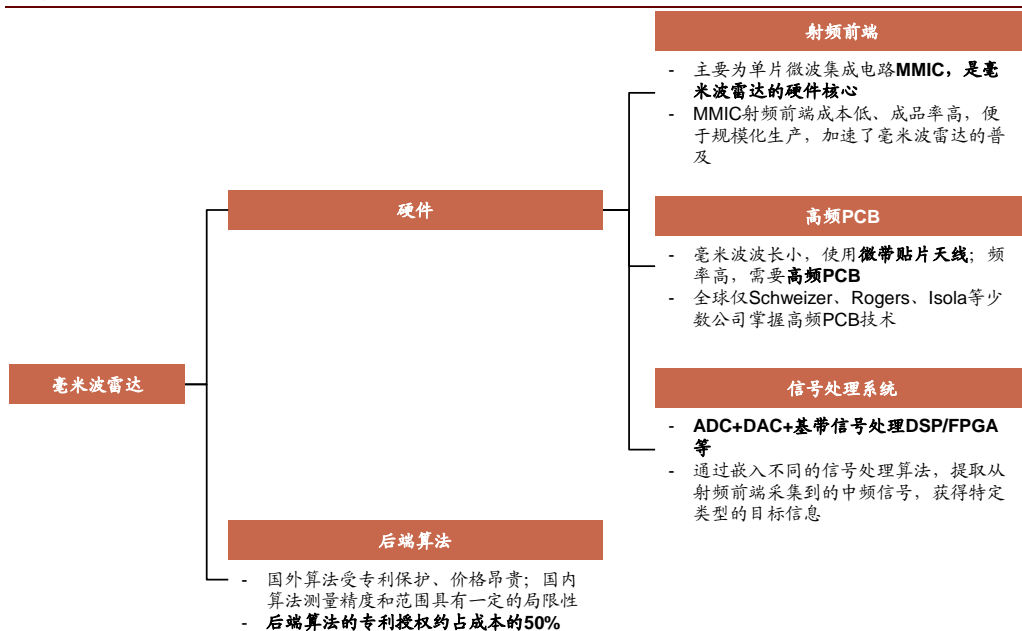 毫米波雷达
硬件
射频前端
- 主要为单片微波集成电路MMIC，是毫
米波雷达的硬件核心
- MMIC射频前端成本低、成品率高，便
于规模化生产，加速了毫米波雷达的普
及
高频PCB
- 毫米波波长小，使用微带贴片天线；频
率高，需要高频PCB
- 全球仅Schweizer、Rogers、Isola等少
数公司掌握高频PCB技术
信号处理系统
- ADC+DAC+基带信号处理DSP/FPGA
等
- 通过嵌入不同的信号处理算法，提取从
射频前端采集到的中频信号，获得特定
类型的目标信息
后端算法
- 国外算法受专利保护、价格昂贵；国内
算法测量精度和范围具有一定的局限性
- 后端算法的专利授权约占成本的50%